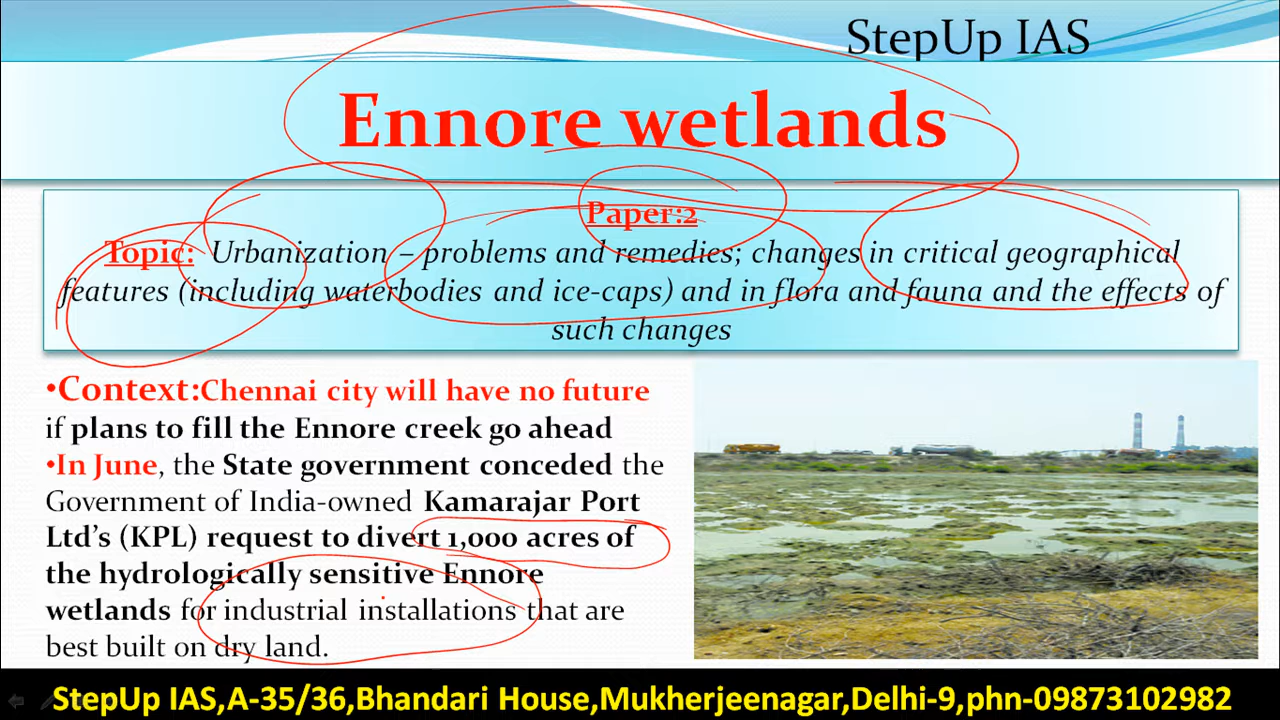 StepUp IAS
Ennore wetlands
Paper:2
Topic: Urbanization – problems and remedies; changes in critical geographical
features (including waterbodies and ice-caps) and in flora and fauna and the effects of
such changes
•Context:Chennai city will have no future
if plans to fill the Ennore creek go ahead
•In June, the State government conceded the
Government of India-owned Kamarajar Port
Ltd's (KPL) request to divert 1,000 acres of
the hydrologically sensitive Ennore
wetlands for industrial installations that are
best built on dry land.
StepUp IAS,A-35/36,Bhandari House,Mukherjeenagar,Delhi-9,phn-09873102982